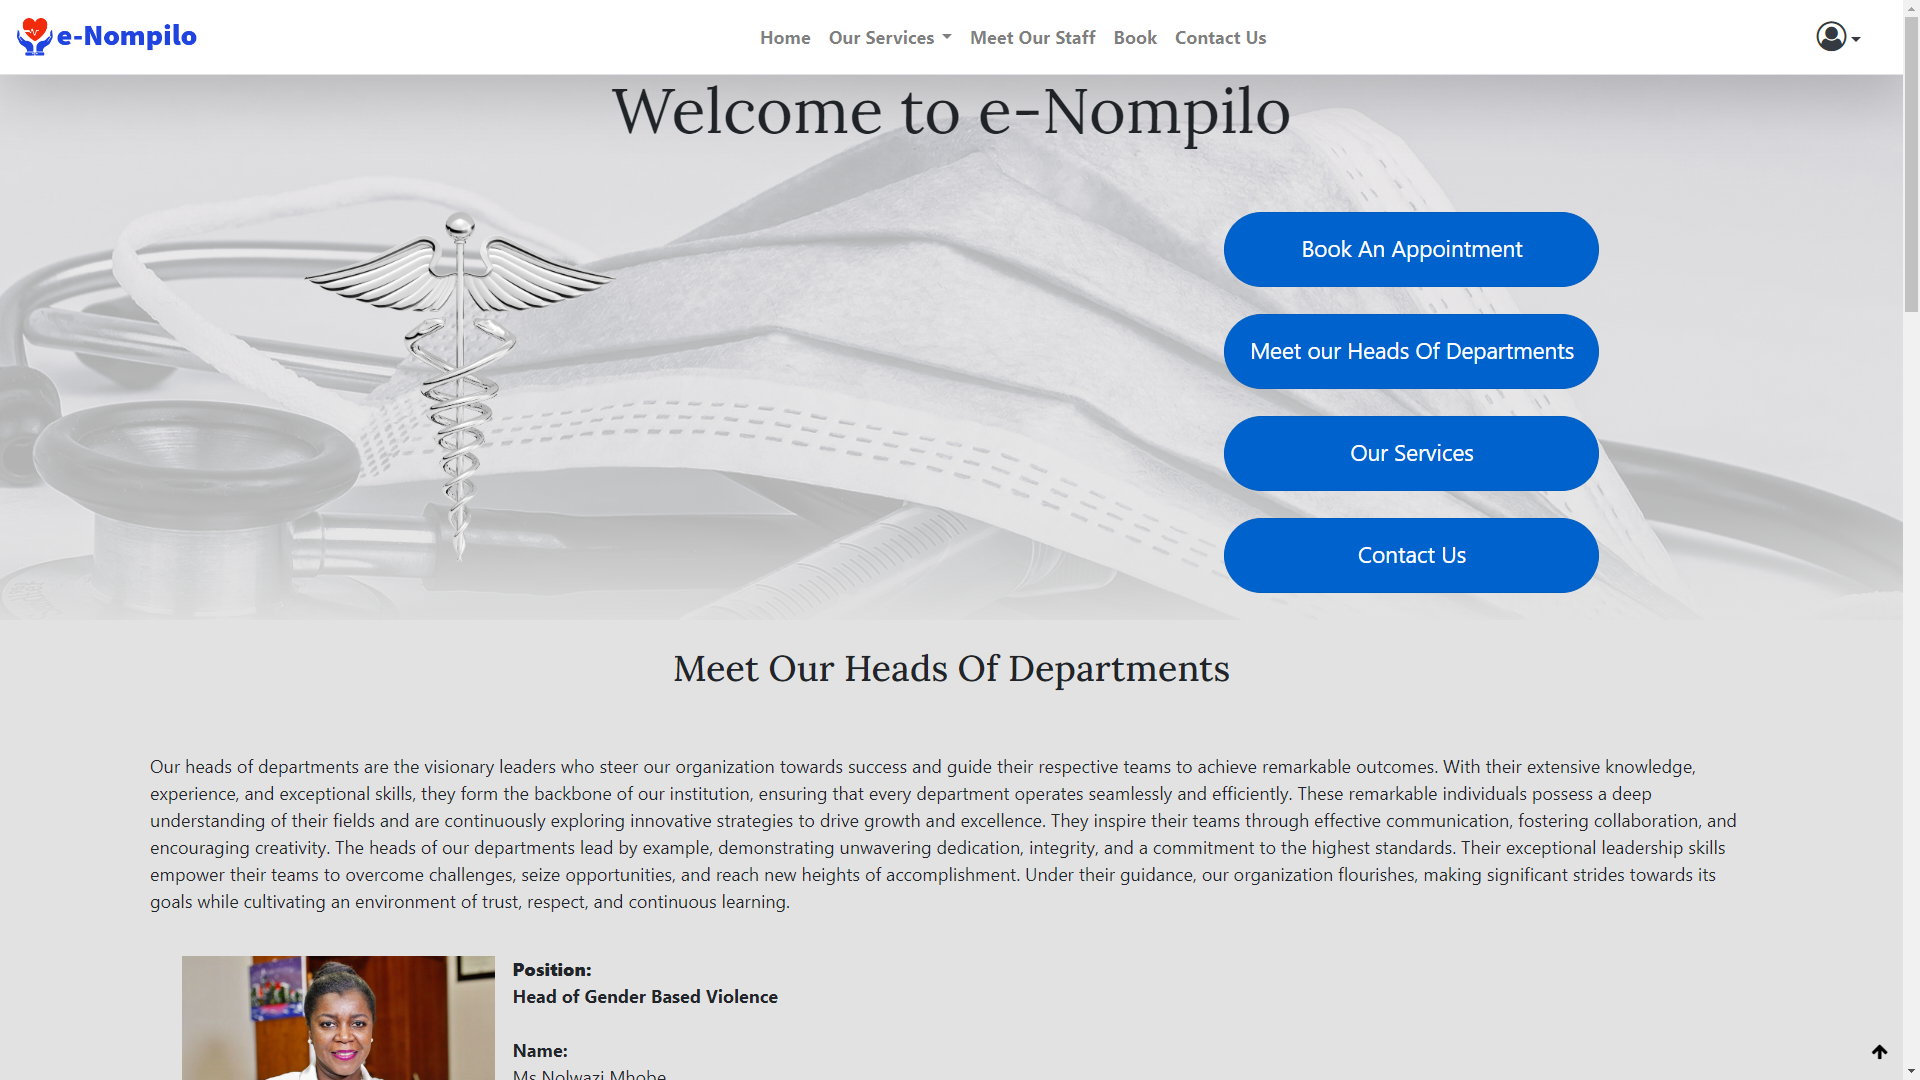 e-Nompilo
Home Our Services Meet Our Staff Book Contact Us
Welcome to e-Nompilo
Book An Appointment
Meet our Heads Of Departments
Our Services
Contact Us
Meet Our Heads Of Departments
Our heads of departments are the visionary leaders who steer our organization towards success and guide their respective teams to achieve remarkable outcomes. With their extensive knowledge,
experience, and exceptional skills, they form the backbone of our institution, ensuring that every department operates seamlessly and efficiently. These remarkable individuals possess a deep
understanding of their fields and are continuously exploring innovative strategies to drive growth and excellence. They inspire their teams through effective communication, fostering collaboration, and
encouraging creativity. The heads of our departments lead by example, demonstrating unwavering dedication, integrity, and a commitment to the highest standards. Their exceptional leadership skills
empower their teams to overcome challenges, seize opportunities, and reach new heights of accomplishment. Under their guidance, our organization flourishes, making significant strides towards its
goals while cultivating an environment of trust, respect, and continuous learning.
Position:
Head of Gender Based Violence
Name:
Ms Nolwazi Mhobe